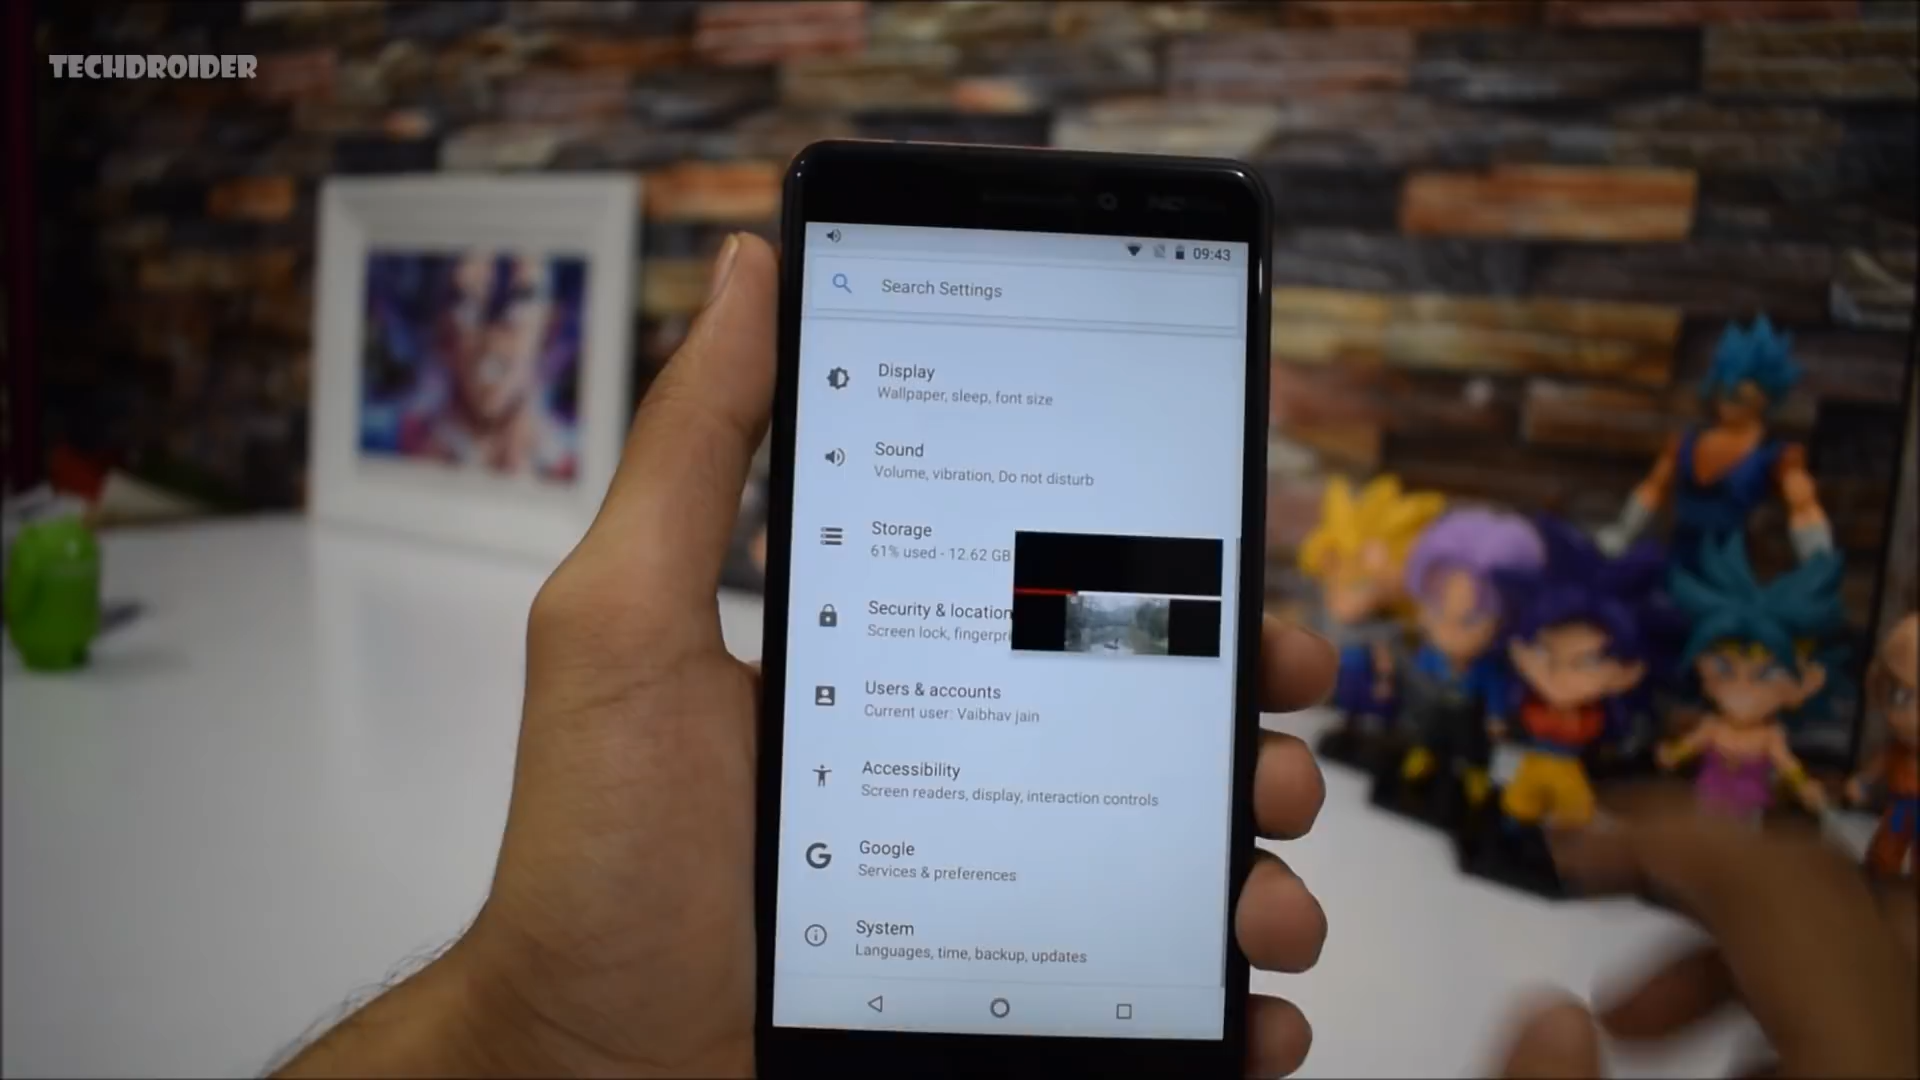 TECHDROIDER
09:43
Search Settings
Display
Wallpaper, sleep, font size
Sound
Volume, vibration, Do not disturb
Storage
61% used - 12.62 GB
Security & location
Screen lock, fingerpri
Users & accounts
Current user: Vaibhav jain
Accessibility
Screen readers, display, interaction controls
Google
Services & preferences
System
Languages, time, backup, updates